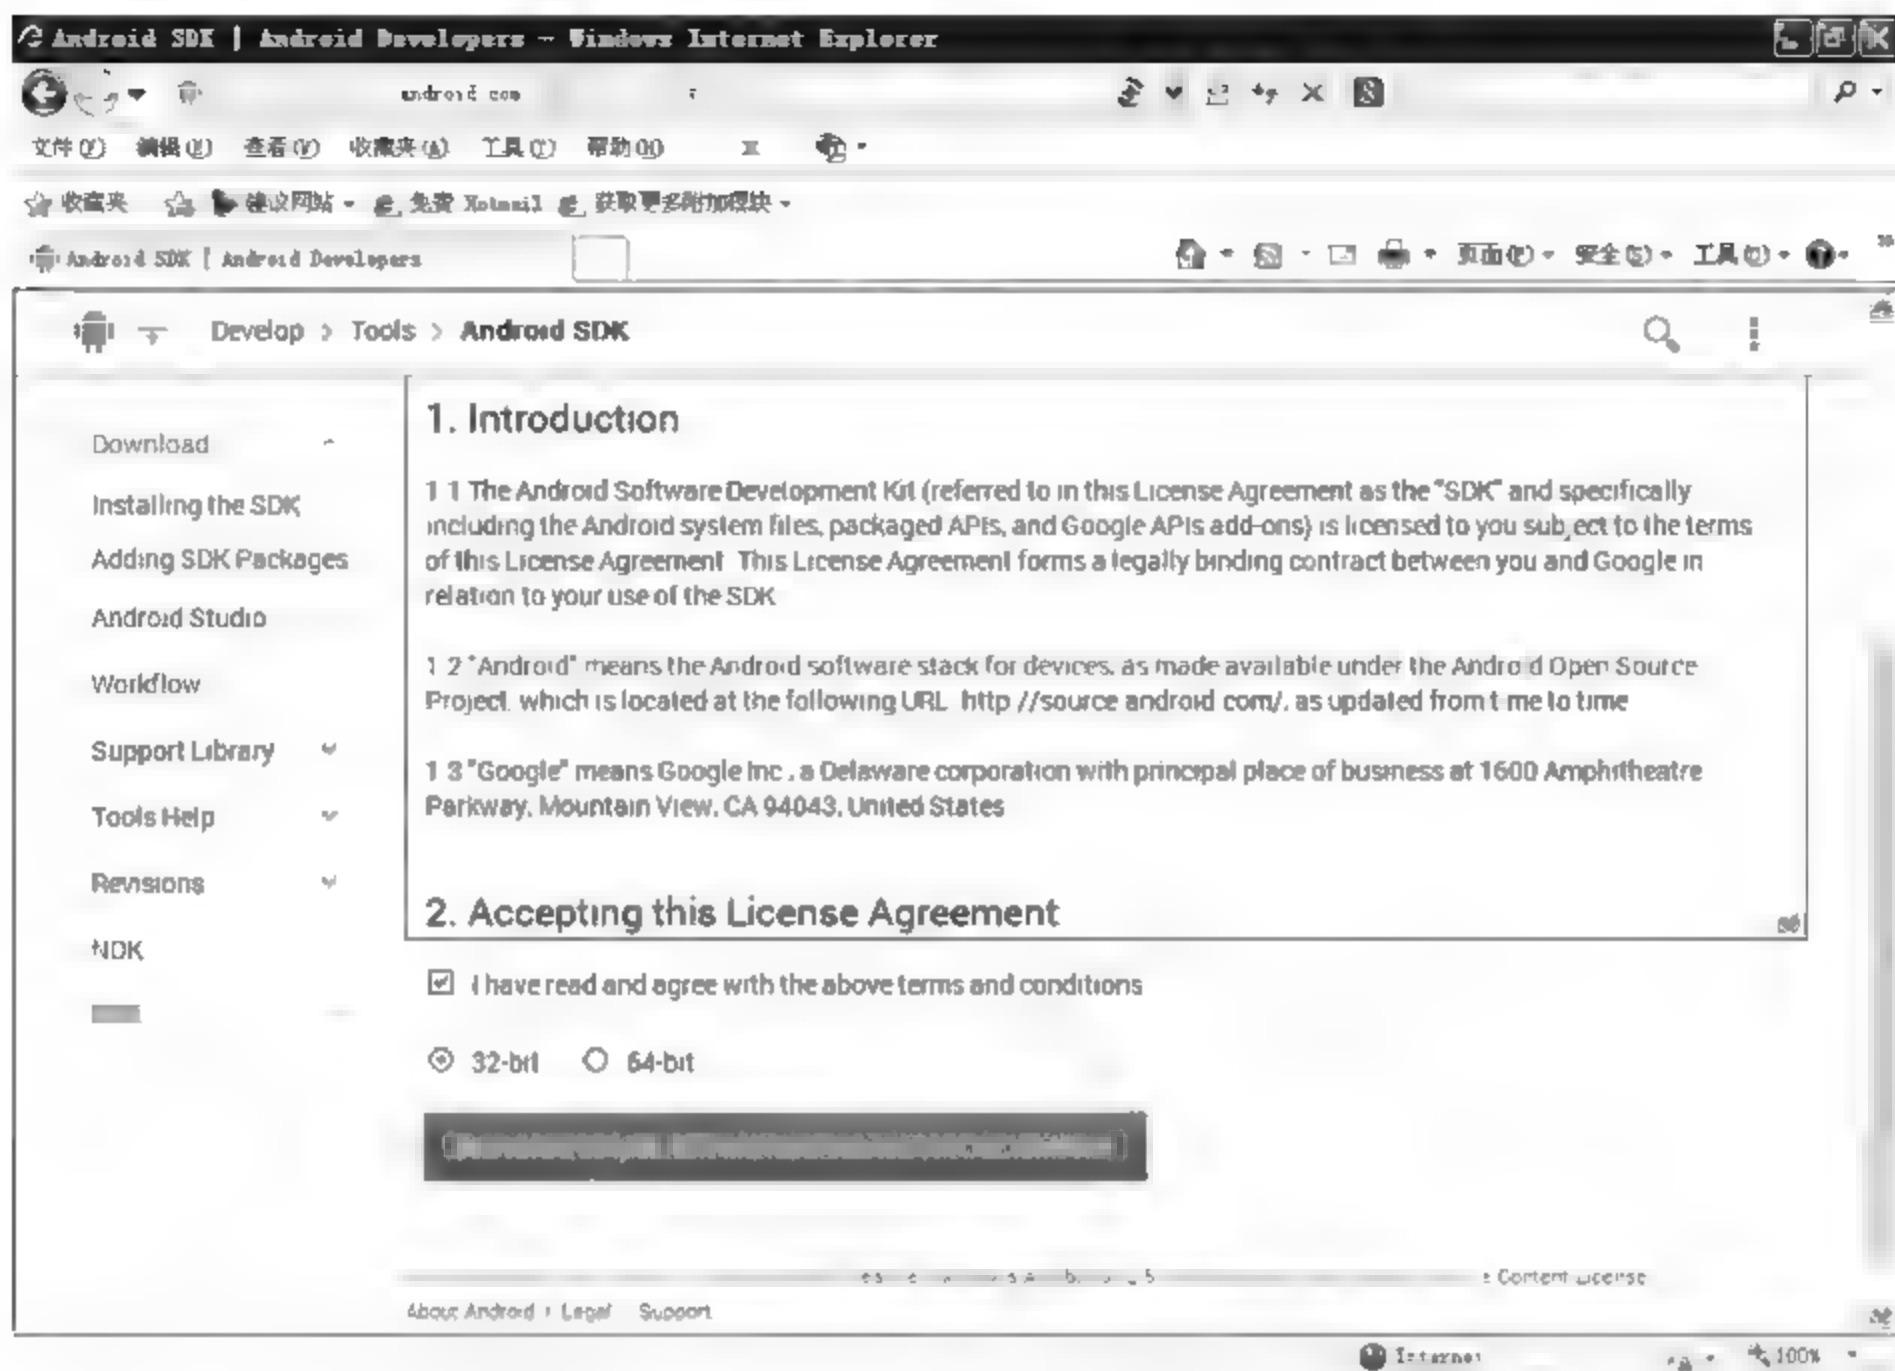 Android SDK | Android Developers - Windows Internet Explorer
android com
文件(F) 编辑(E) 查看(V) 收藏夹(A) 工具(T) 帮助(H) x
收藏夹 建议网站 免费 Hotmail 获取更多附加模块
Android SDK | Android Developers
页面(P) 安全(S) 工具(O)
Develop > Tools > Android SDK
Download
Installing the SDK
Adding SDK Packages
Android Studio
Workflow
Support Library
Tools Help
Revisions
NDK
1. Introduction
1 1 The Android Software Development Kit (referred to in this License Agreement as the "SDK" and specifically
including the Android system files, packaged APIs, and Google APIs add-ons) is licensed to you subject to the terms
of this License Agreement This License Agreement forms a legally binding contract between you and Google in
relation to your use of the SDK
1 2 "Android" means the Android software stack for devices, as made available under the Android Open Source
Project, which is located at the following URL http //source android com/, as updated from time to time
1 3 "Google" means Google Inc , a Delaware corporation with principal place of business at 1600 Amphitheatre
Parkway, Mountain View, CA 94043, United States
2. Accepting this License Agreement
I have read and agree with the above terms and conditions
32-bit 64-bit
Content License
About Android Legal Support
Internet 100%